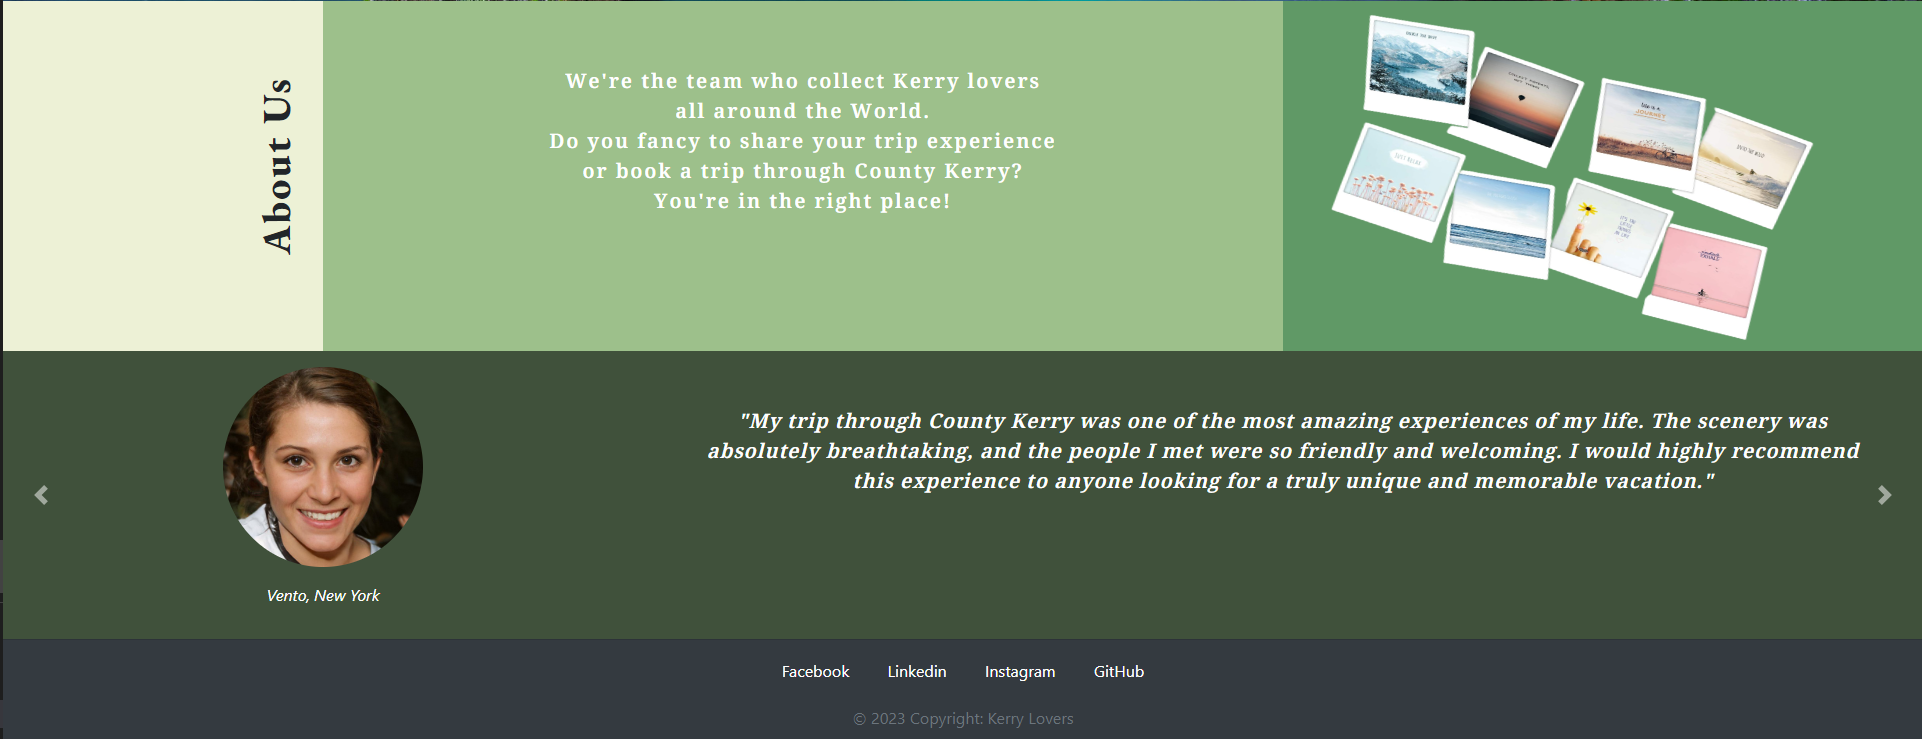 About Us
We're the team who collect Kerry lovers
all around the World.
Do you fancy to share your trip experience
or book a trip through County Kerry?
You're in the right place!
life is a
JOURNEY
"My trip through County Kerry was one of the most amazing experiences of my life. The scenery was
absolutely breathtaking, and the people I met were so friendly and welcoming. I would highly recommend
this experience to anyone looking for a truly unique and memorable vacation."
Vento, New York
Facebook Linkedin Instagram GitHub
© 2023 Copyright: Kerry Lovers